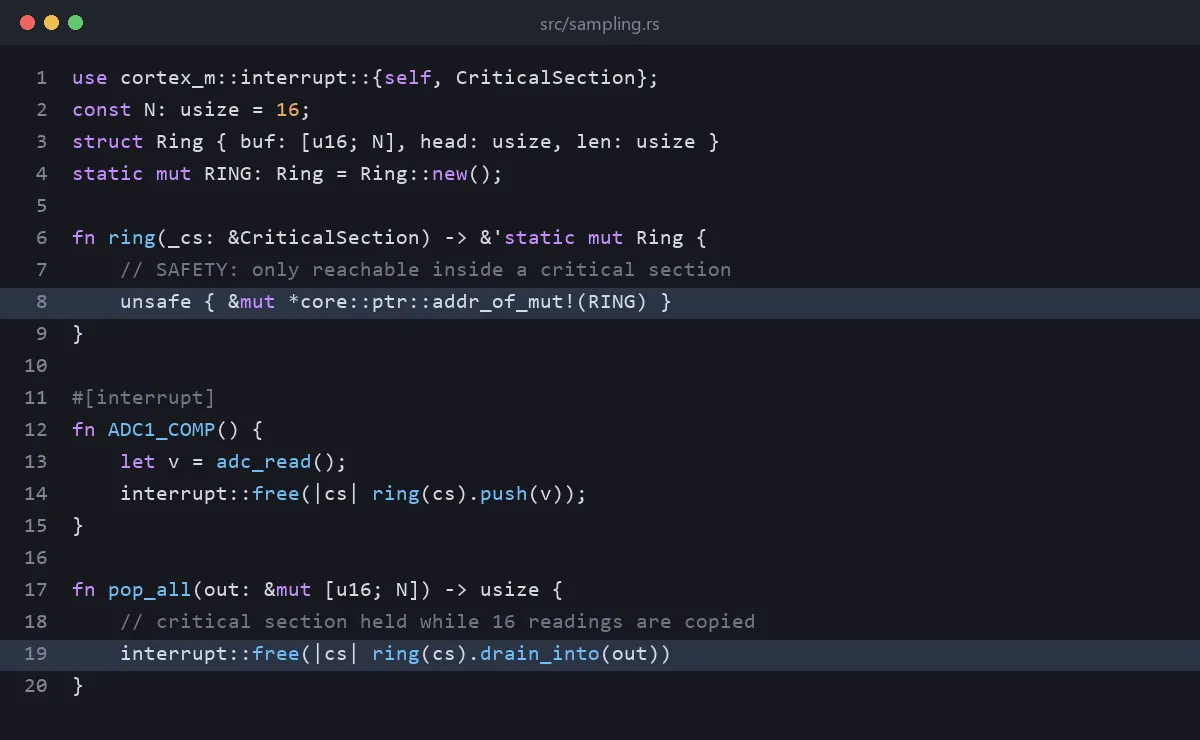 src/sampling.rs
1 use cortex_m::interrupt::{self, CriticalSection};
2 const N: usize = 16;
3 struct Ring { buf: [u16; N], head: usize, len: usize }
4 static mut RING: Ring = Ring::new();
5
6 fn ring(_cs: &CriticalSection) -> &'static mut Ring {
7     // SAFETY: only reachable inside a critical section
8     unsafe { &mut *core::ptr::addr_of_mut!(RING) }
9 }
10
11 #[interrupt]
12 fn ADC1_COMP() {
13     let v = adc_read();
14     interrupt::free(|cs| ring(cs).push(v));
15 }
16
17 fn pop_all(out: &mut [u16; N]) -> usize {
18     // critical section held while 16 readings are copied
19     interrupt::free(|cs| ring(cs).drain_into(out))
20 }